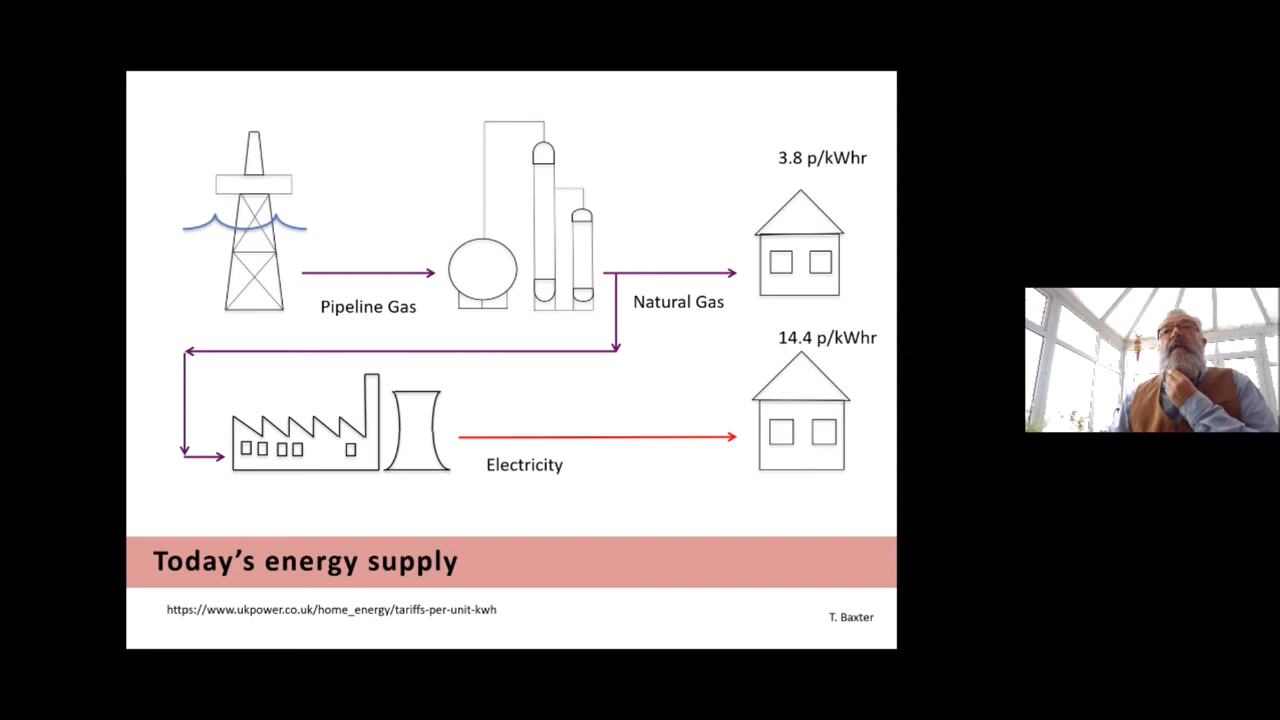 3.8 p/kWhr
Pipeline Gas
Natural Gas
14.4 p/kWhr
Electricity
Today's energy supply
https://www.ukpower.co.uk/home_energy/tariffs-per-unit-kwh
T. Baxter